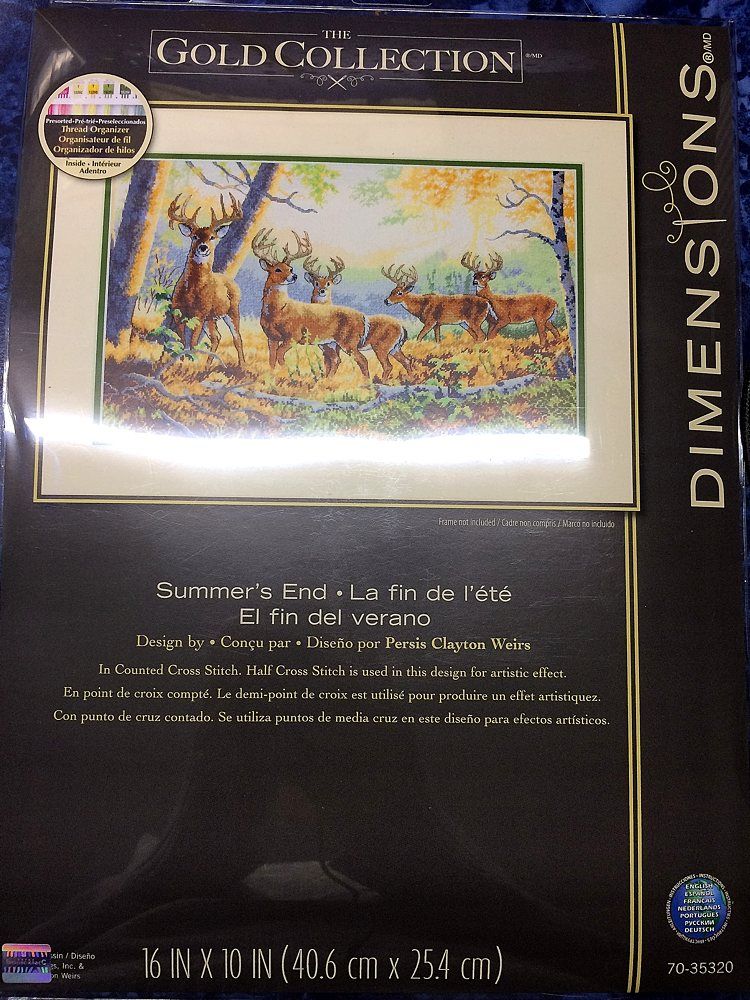 THE
GOLD COLLECTION ®/MD
Presorted • Pré-trié • Preseleccionados
Thread Organizer
Organisateur de fil
Organizador de hilos
Inside • Intérieur
Adentro
DIMENSIONS®/MD
Frame not included / Cadre non compris / Marco no incluido
Summer's End • La fin de l'été
El fin del verano
Design by • Conçu par • Diseño por Persis Clayton Weirs
In Counted Cross Stitch. Half Cross Stitch is used in this design for artistic effect.
En point de croix compté. Le demi-point de croix est utilisé pour produire un effet artistiquez.
Con punto de cruz contado. Se utiliza puntos de media cruz en este diseño para efectos artísticos.
ENGLISH
ESPAÑOL
FRANÇAIS
NEDERLANDS
PORTUGUÊS
РУССКИЙ
DEUTSCH
ssin / Diseño
es, Inc. &
on Weirs
16 IN X 10 IN (40.6 cm x 25.4 cm)
70-35320